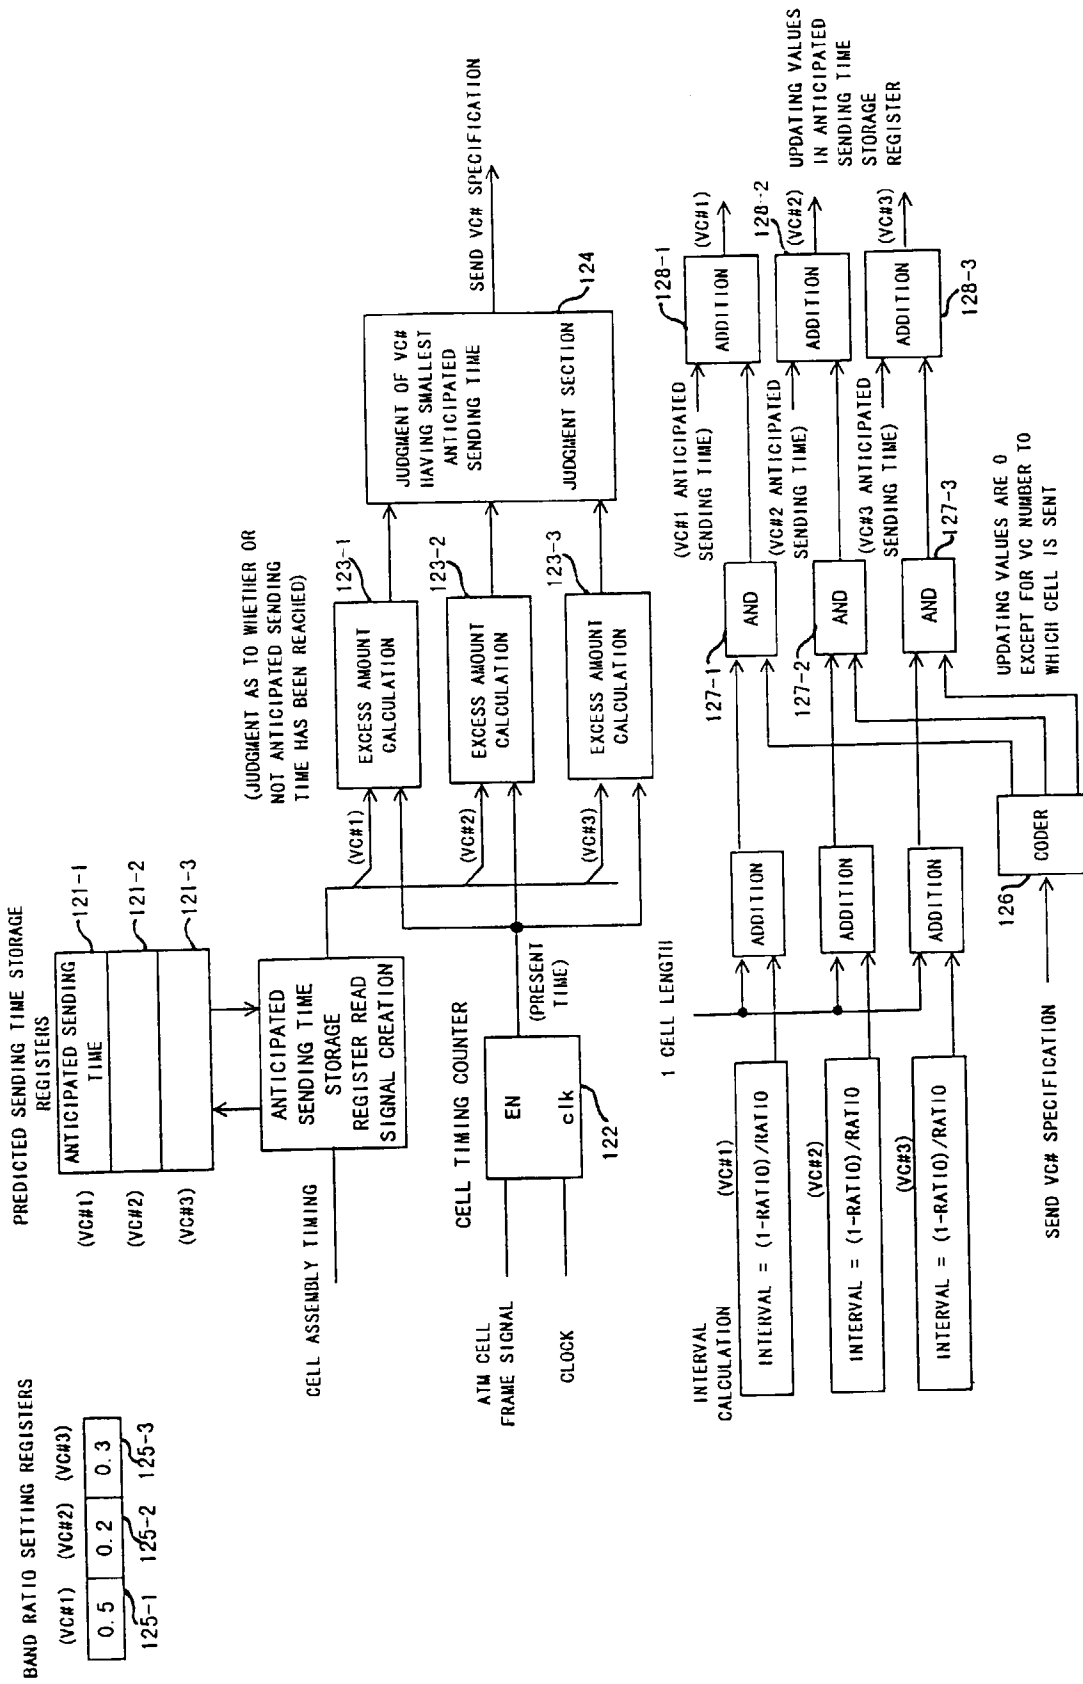 BAND RATIO SETTING REGISTERS
(VC#1) (VC#2) (VC#3)
0.5 0.2 0.3
125-1 125-2 125-3
PREDICTED SENDING TIME STORAGE
REGISTERS
(VC#1)
(VC#2)
(VC#3)
ANTICIPATED SENDING
TIME
121-1
121-2
121-3
CELL ASSEMBLY TIMING
ANTICIPATED
SENDING TIME
STORAGE
REGISTER READ
SIGNAL CREATION
CELL TIMING COUNTER
ATM CELL
FRAME SIGNAL
CLOCK
EN
clk
122
(PRESENT
TIME)
(JUDGMENT AS TO WHETHER OR
NOT ANTICIPATED SENDING
TIME HAS BEEN REACHED)
(VC#1)
EXCESS AMOUNT
CALCULATION
123-1
(VC#2)
EXCESS AMOUNT
CALCULATION
123-2
(VC#3)
EXCESS AMOUNT
CALCULATION
123-3
JUDGMENT OF VC#
HAVING SMALLEST
ANTICIPATED
SENDING TIME
JUDGMENT SECTION
124
SEND VC# SPECIFICATION
INTERVAL
CALCULATION
1 CELL LENGTH
(VC#1)
INTERVAL = (1-RATIO)/RATIO
(VC#2)
INTERVAL = (1-RATIO)/RATIO
(VC#3)
INTERVAL = (1-RATIO)/RATIO
ADDITION
ADDITION
ADDITION
SEND VC# SPECIFICATION
126
CODER
127-1
AND
127-2
AND
127-3
AND
UPDATING VALUES ARE 0
EXCEPT FOR VC NUMBER TO
WHICH CELL IS SENT
(VC#1 ANTICIPATED
SENDING TIME)
(VC#2 ANTICIPATED
SENDING TIME)
(VC#3 ANTICIPATED
SENDING TIME)
128-1
ADDITION
(VC#1)
128-2
ADDITION
(VC#2)
128-3
ADDITION
(VC#3)
UPDATING VALUES
IN ANTICIPATED
SENDING TIME
STORAGE
REGISTER